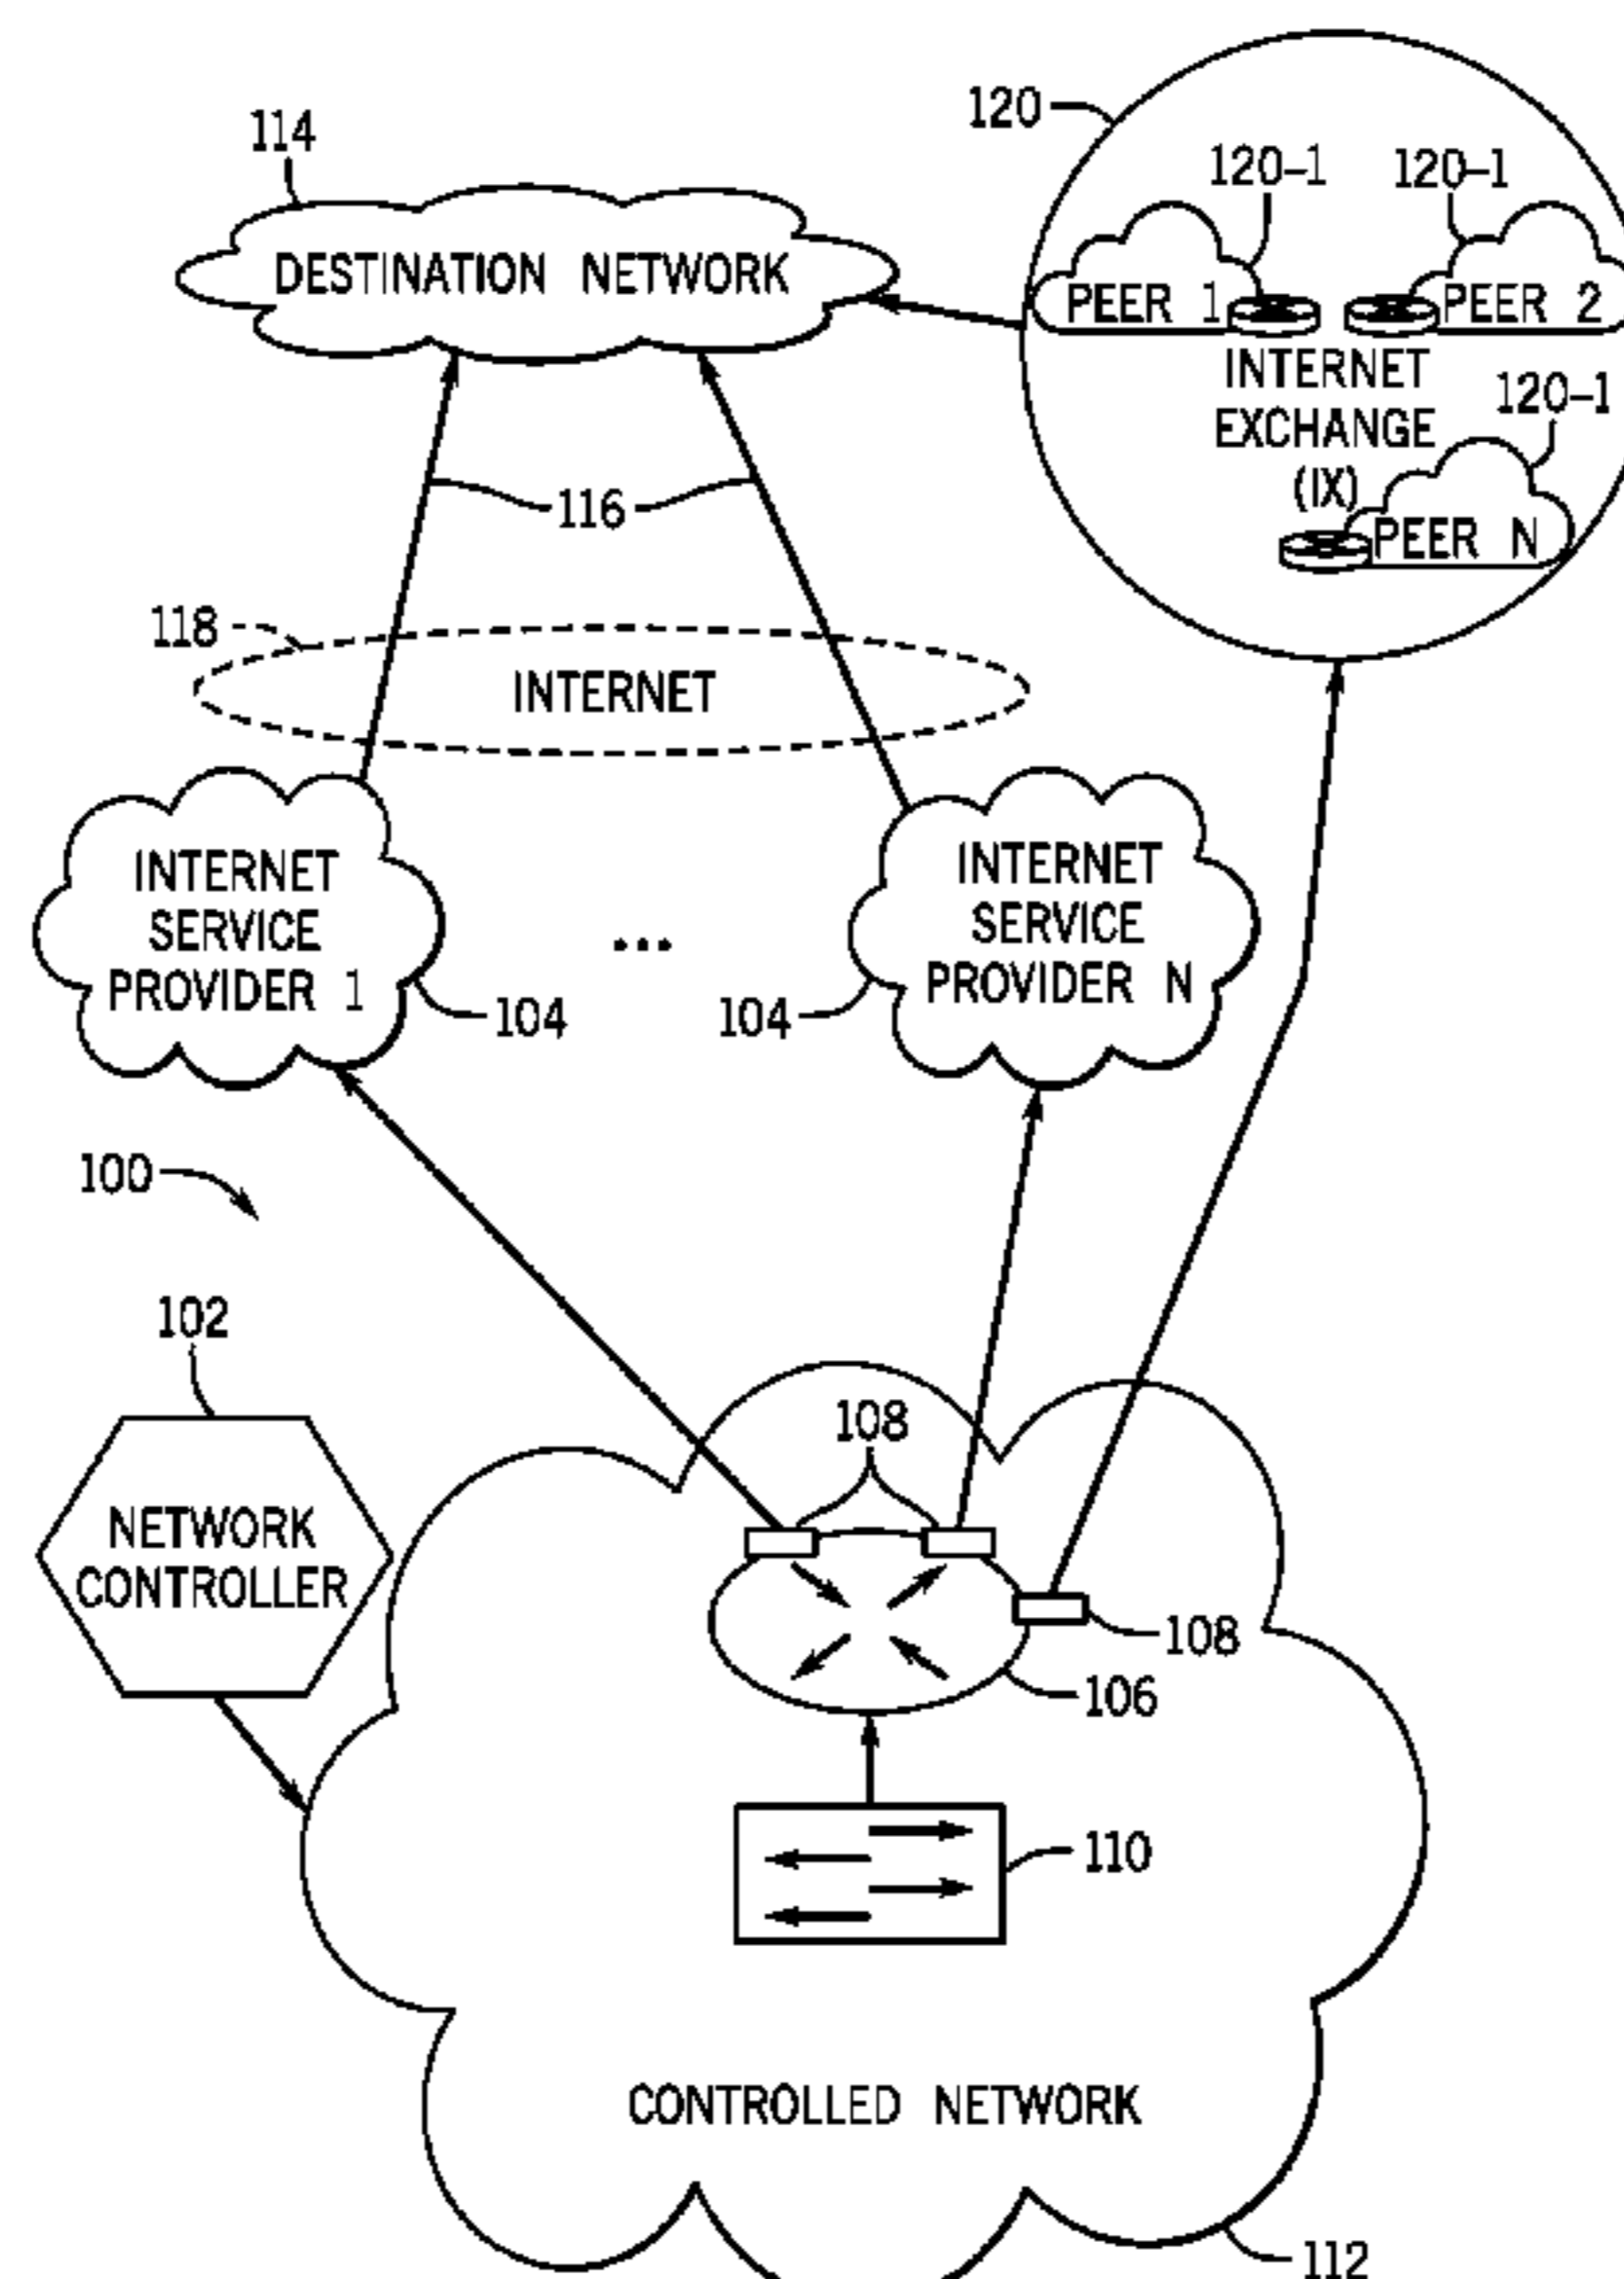 120
114
120-1
120-1
DESTINATION NETWORK
PEER 1
PEER 2
INTERNET
EXCHANGE
(IX)
120-1
PEER N
116
118
INTERNET
INTERNET
SERVICE
PROVIDER 1
...
INTERNET
SERVICE
PROVIDER N
104
104
100
102
108
NETWORK
CONTROLLER
108
106
110
CONTROLLED NETWORK
112